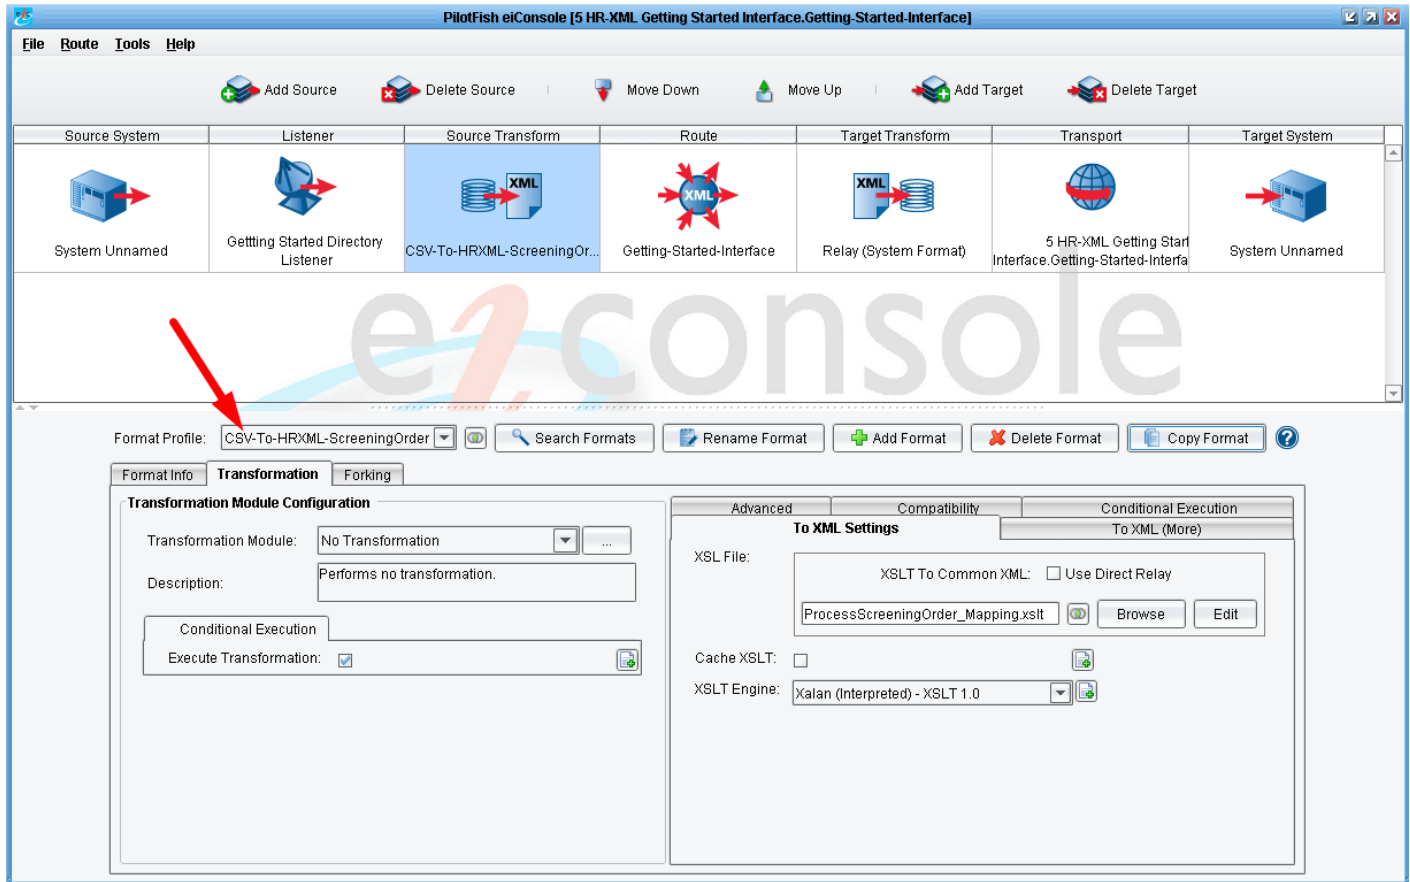 PilotFish eiConsole [5 HR-XML Getting Started Interface.Getting-Started-Interface]
File Route Tools Help
Add Source Delete Source Move Down Move Up Add Target Delete Target
Source System Listener Source Transform Route Target Transform Transport Target System
XML XML XML
System Unnamed Gettting Started Directory Listener CSV-To-HRXML-ScreeningOr... Getting-Started-Interface Relay (System Format) 5 HR-XML Getting Start Interface.Getting-Started-Interfa System Unnamed
eiconsole
Format Profile: CSV-To-HRXML-ScreeningOrder Search Formats Rename Format Add Format Delete Format Copy Format
Format Info Transformation Forking
Transformation Module Configuration
Transformation Module: No Transformation ...
Description: Performs no transformation.
Conditional Execution
Execute Transformation:
Advanced Compatibility Conditional Execution
To XML Settings To XML (More)
XSL File:
XSLT To Common XML: Use Direct Relay
ProcessScreeningOrder_Mapping.xslt Browse Edit
Cache XSLT:
XSLT Engine: Xalan (Interpreted) - XSLT 1.0